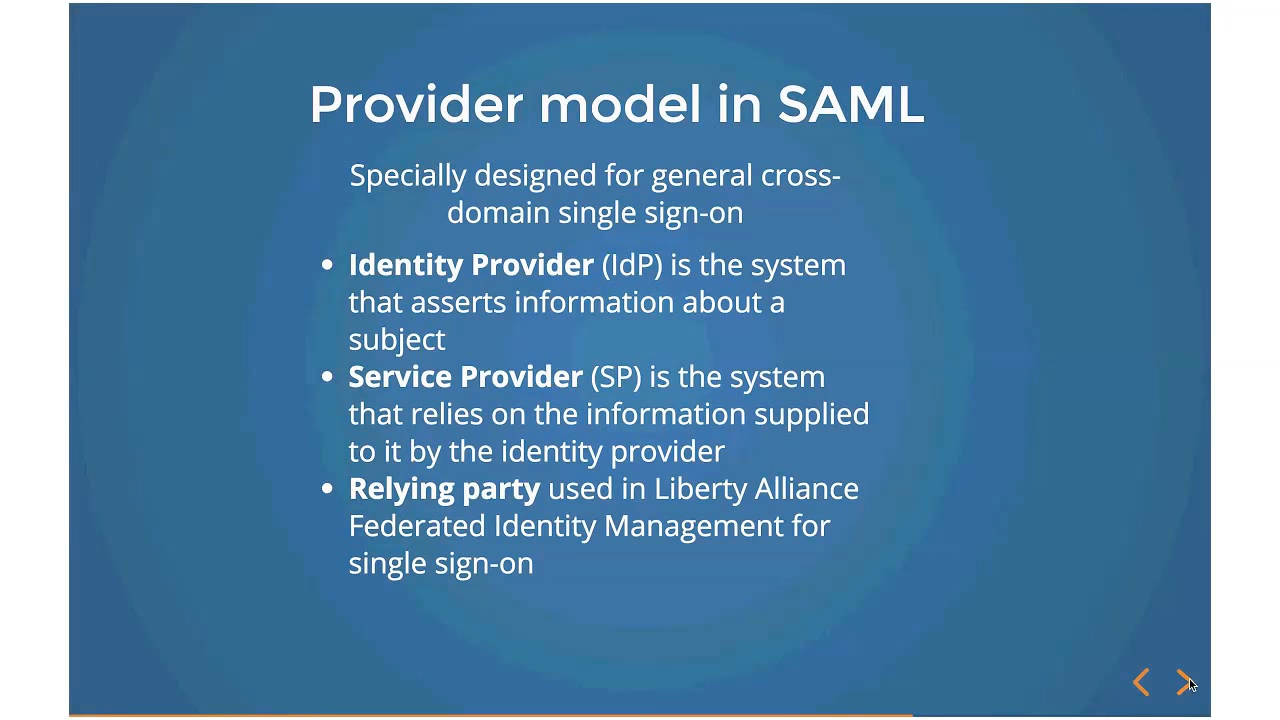 Provider model in SAML
Specially designed for general cross-
domain single sign-on
• Identity Provider (IdP) is the system
that asserts information about a
subject
• Service Provider (SP) is the system
that relies on the information supplied
to it by the identity provider
• Relying party used in Liberty Alliance
Federated Identity Management for
single sign-on